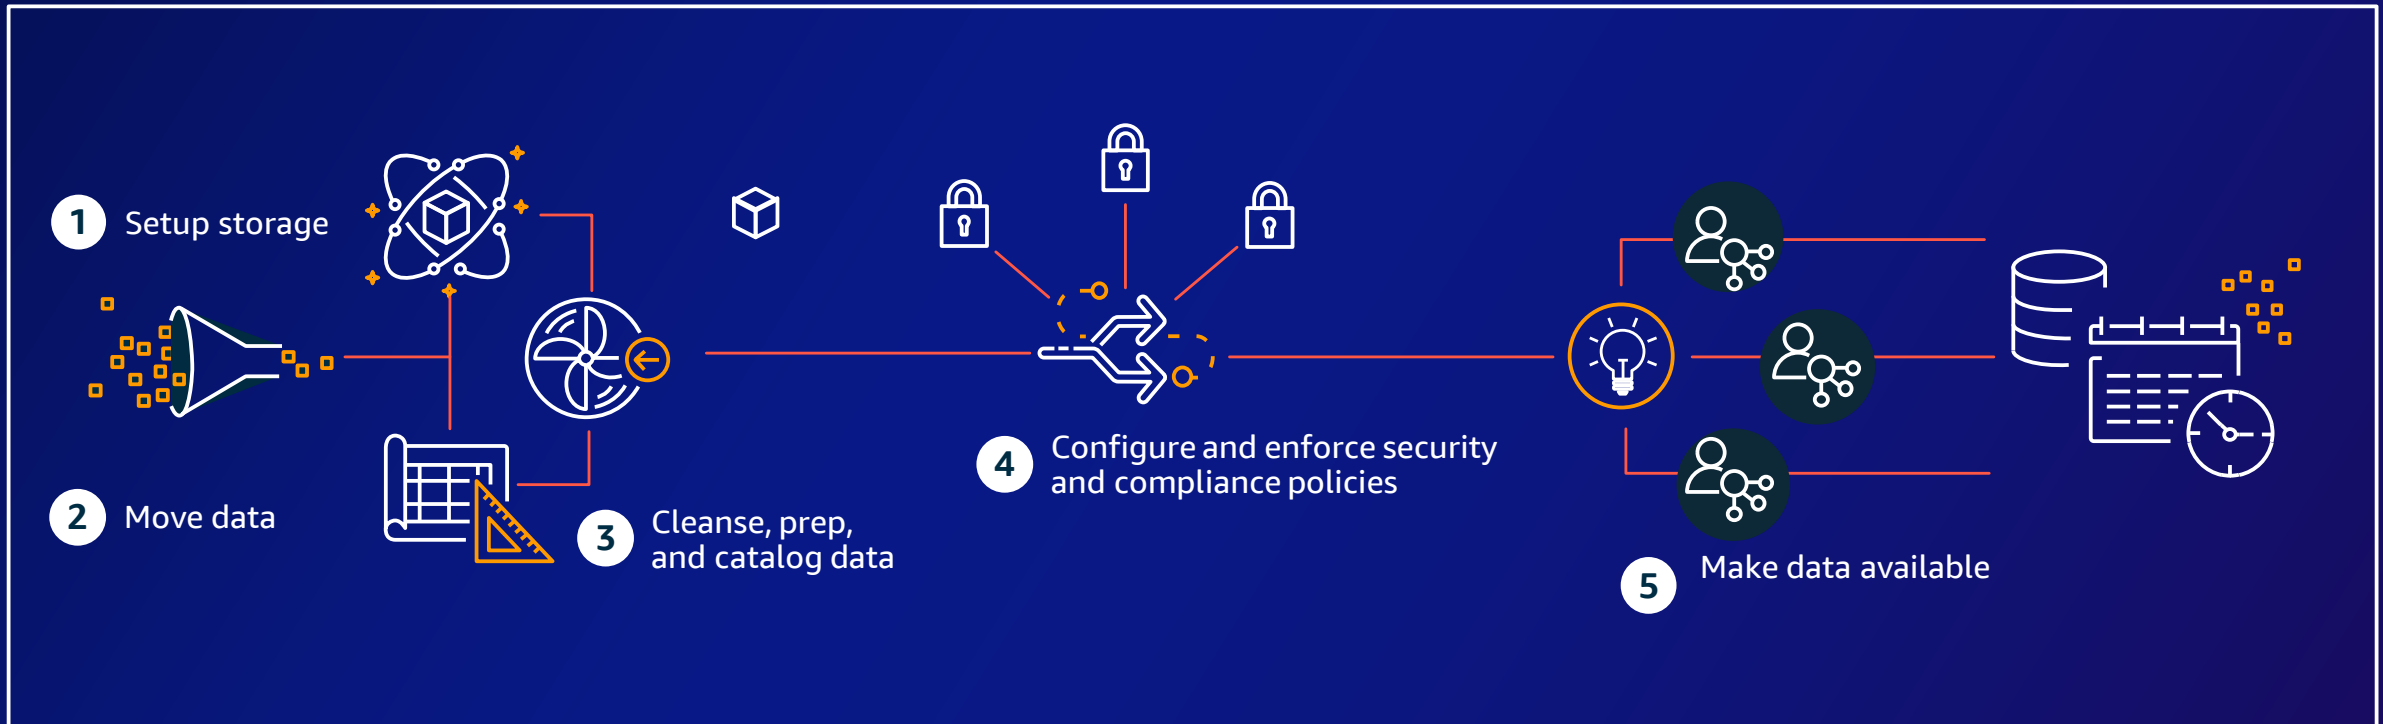 1 Setup storage
2 Move data
3 Cleanse, prep,
and catalog data
4 Configure and enforce security
and compliance policies
5 Make data available